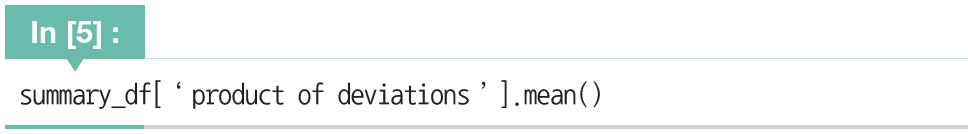 In [5] :
summary_df[ ‘ product of deviations ’ ].mean()